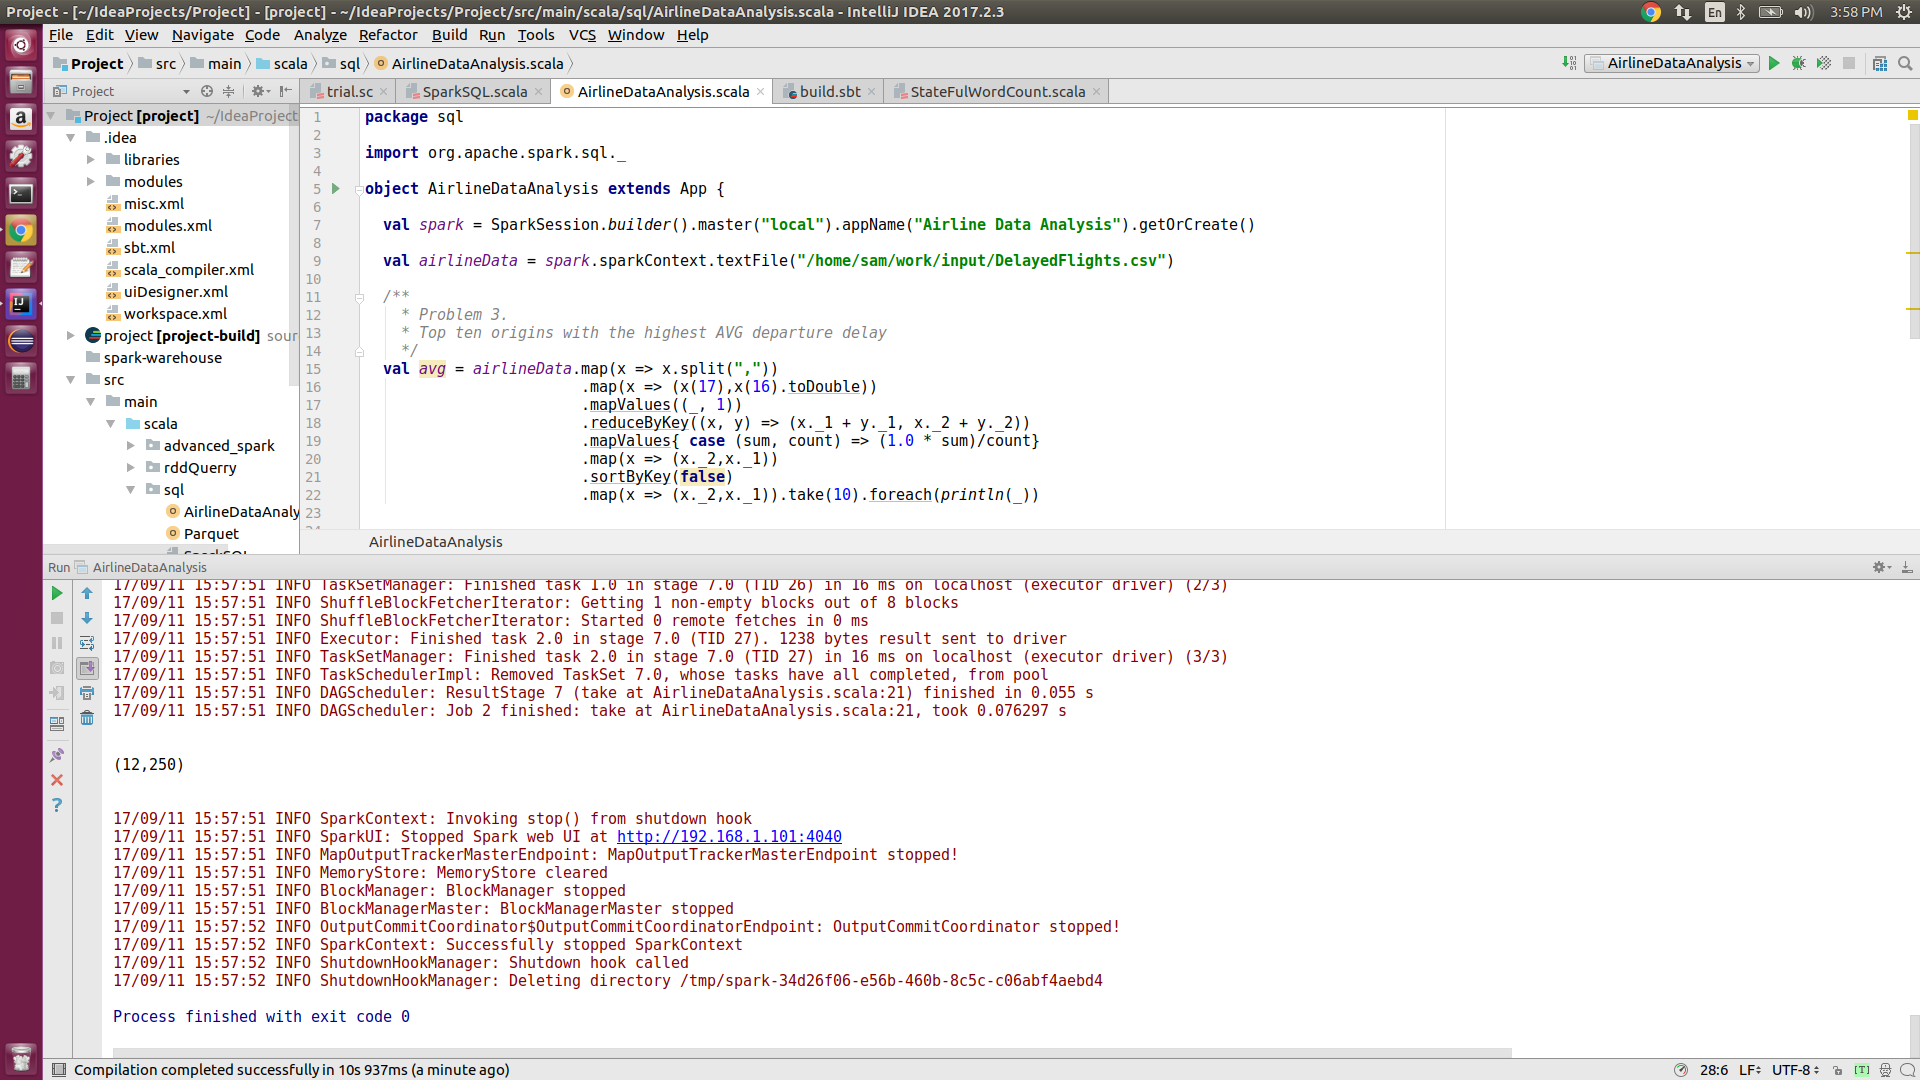 Project - [~/IdeaProjects/Project] - [project] - ~/IdeaProjects/Project/src/main/scala/sql/AirlineDataAnalysis.scala - IntelliJ IDEA 2017.2.3
En
3:58 PM
File Edit View Navigate Code Analyze Refactor Build Run Tools VCS Window Help
Project src main scala sql AirlineDataAnalysis.scala
AirlineDataAnalysis
Project
trial.sc SparkSQL.scala AirlineDataAnalysis.scala build.sbt StateFulWordCount.scala
Project [project] ~/IdeaProject
.idea
libraries
modules
misc.xml
modules.xml
sbt.xml
scala_compiler.xml
uiDesigner.xml
workspace.xml
project [project-build] sour
spark-warehouse
src
main
scala
advanced_spark
rddQuerry
sql
AirlineDataAnaly
Parquet
SparkSQL
1 package sql
2
3 import org.apache.spark.sql._
4
5 object AirlineDataAnalysis extends App {
6
7 val spark = SparkSession.builder().master("local").appName("Airline Data Analysis").getOrCreate()
8
9 val airlineData = spark.sparkContext.textFile("/home/sam/work/input/DelayedFlights.csv")
10
11 /**
12 * Problem 3.
13 * Top ten origins with the highest AVG departure delay
14 */
15 val avg = airlineData.map(x => x.split(","))
16 .map(x => (x(17),x(16).toDouble))
17 .mapValues((_, 1))
18 .reduceByKey((x, y) => (x._1 + y._1, x._2 + y._2))
19 .mapValues{ case (sum, count) => (1.0 * sum)/count}
20 .map(x => (x._2,x._1))
21 .sortByKey(false)
22 .map(x => (x._2,x._1)).take(10).foreach(println(_))
23
AirlineDataAnalysis
Run AirlineDataAnalysis
17/09/11 15:57:51 INFO TaskSetManager: Finished task 1.0 in stage 7.0 (TID 26) in 16 ms on localhost (executor driver) (2/3)
17/09/11 15:57:51 INFO ShuffleBlockFetcherIterator: Getting 1 non-empty blocks out of 8 blocks
17/09/11 15:57:51 INFO ShuffleBlockFetcherIterator: Started 0 remote fetches in 0 ms
17/09/11 15:57:51 INFO Executor: Finished task 2.0 in stage 7.0 (TID 27). 1238 bytes result sent to driver
17/09/11 15:57:51 INFO TaskSetManager: Finished task 2.0 in stage 7.0 (TID 27) in 16 ms on localhost (executor driver) (3/3)
17/09/11 15:57:51 INFO TaskSchedulerImpl: Removed TaskSet 7.0, whose tasks have all completed, from pool
17/09/11 15:57:51 INFO DAGScheduler: ResultStage 7 (take at AirlineDataAnalysis.scala:21) finished in 0.055 s
17/09/11 15:57:51 INFO DAGScheduler: Job 2 finished: take at AirlineDataAnalysis.scala:21, took 0.076297 s
(12,250)
17/09/11 15:57:51 INFO SparkContext: Invoking stop() from shutdown hook
17/09/11 15:57:51 INFO SparkUI: Stopped Spark web UI at http://192.168.1.101:4040
17/09/11 15:57:51 INFO MapOutputTrackerMasterEndpoint: MapOutputTrackerMasterEndpoint stopped!
17/09/11 15:57:51 INFO MemoryStore: MemoryStore cleared
17/09/11 15:57:51 INFO BlockManager: BlockManager stopped
17/09/11 15:57:51 INFO BlockManagerMaster: BlockManagerMaster stopped
17/09/11 15:57:52 INFO OutputCommitCoordinator$OutputCommitCoordinatorEndpoint: OutputCommitCoordinator stopped!
17/09/11 15:57:52 INFO SparkContext: Successfully stopped SparkContext
17/09/11 15:57:52 INFO ShutdownHookManager: Shutdown hook called
17/09/11 15:57:52 INFO ShutdownHookManager: Deleting directory /tmp/spark-34d26f06-e56b-460b-8c5c-c06abf4aebd4
Process finished with exit code 0
Compilation completed successfully in 10s 937ms (a minute ago)
28:6 LF UTF-8 [T]